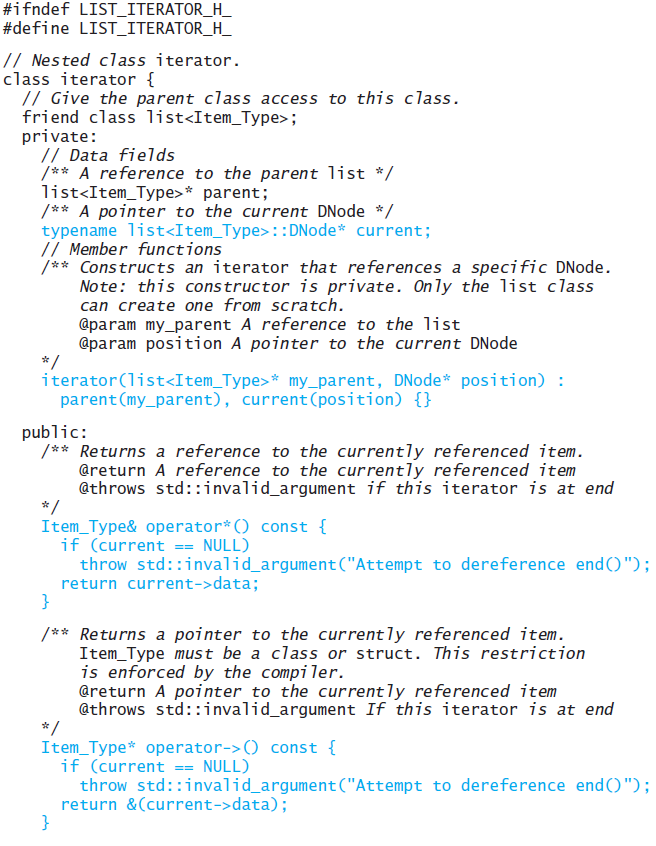 #ifndef LIST_ITERATOR_H_
#define LIST_ITERATOR_H_
// Nested class iterator.
class iterator {
  // Give the parent class access to this class.
  friend class list<Item_Type>;
  private:
    // Data fields
    /** A reference to the parent list */
    list<Item_Type>* parent;
    /** A pointer to the current DNode */
    typename list<Item_Type>::DNode* current;
    // Member functions
    /** Constructs an iterator that references a specific DNode.
        Note: this constructor is private. Only the list class
        can create one from scratch.
        @param my_parent A reference to the list
        @param position A pointer to the current DNode
    */
    iterator(list<Item_Type>* my_parent, DNode* position) :
      parent(my_parent), current(position) {}
  public:
    /** Returns a reference to the currently referenced item.
        @return A reference to the currently referenced item
        @throws std::invalid_argument if this iterator is at end
    */
    Item_Type& operator*() const {
      if (current == NULL)
        throw std::invalid_argument("Attempt to dereference end()");
      return current->data;
    }
    /** Returns a pointer to the currently referenced item.
        Item_Type must be a class or struct. This restriction
        is enforced by the compiler.
        @return A pointer to the currently referenced item
        @throws std::invalid_argument If this iterator is at end
    */
    Item_Type* operator->() const {
      if (current == NULL)
        throw std::invalid_argument("Attempt to dereference end()");
      return &(current->data);
    }